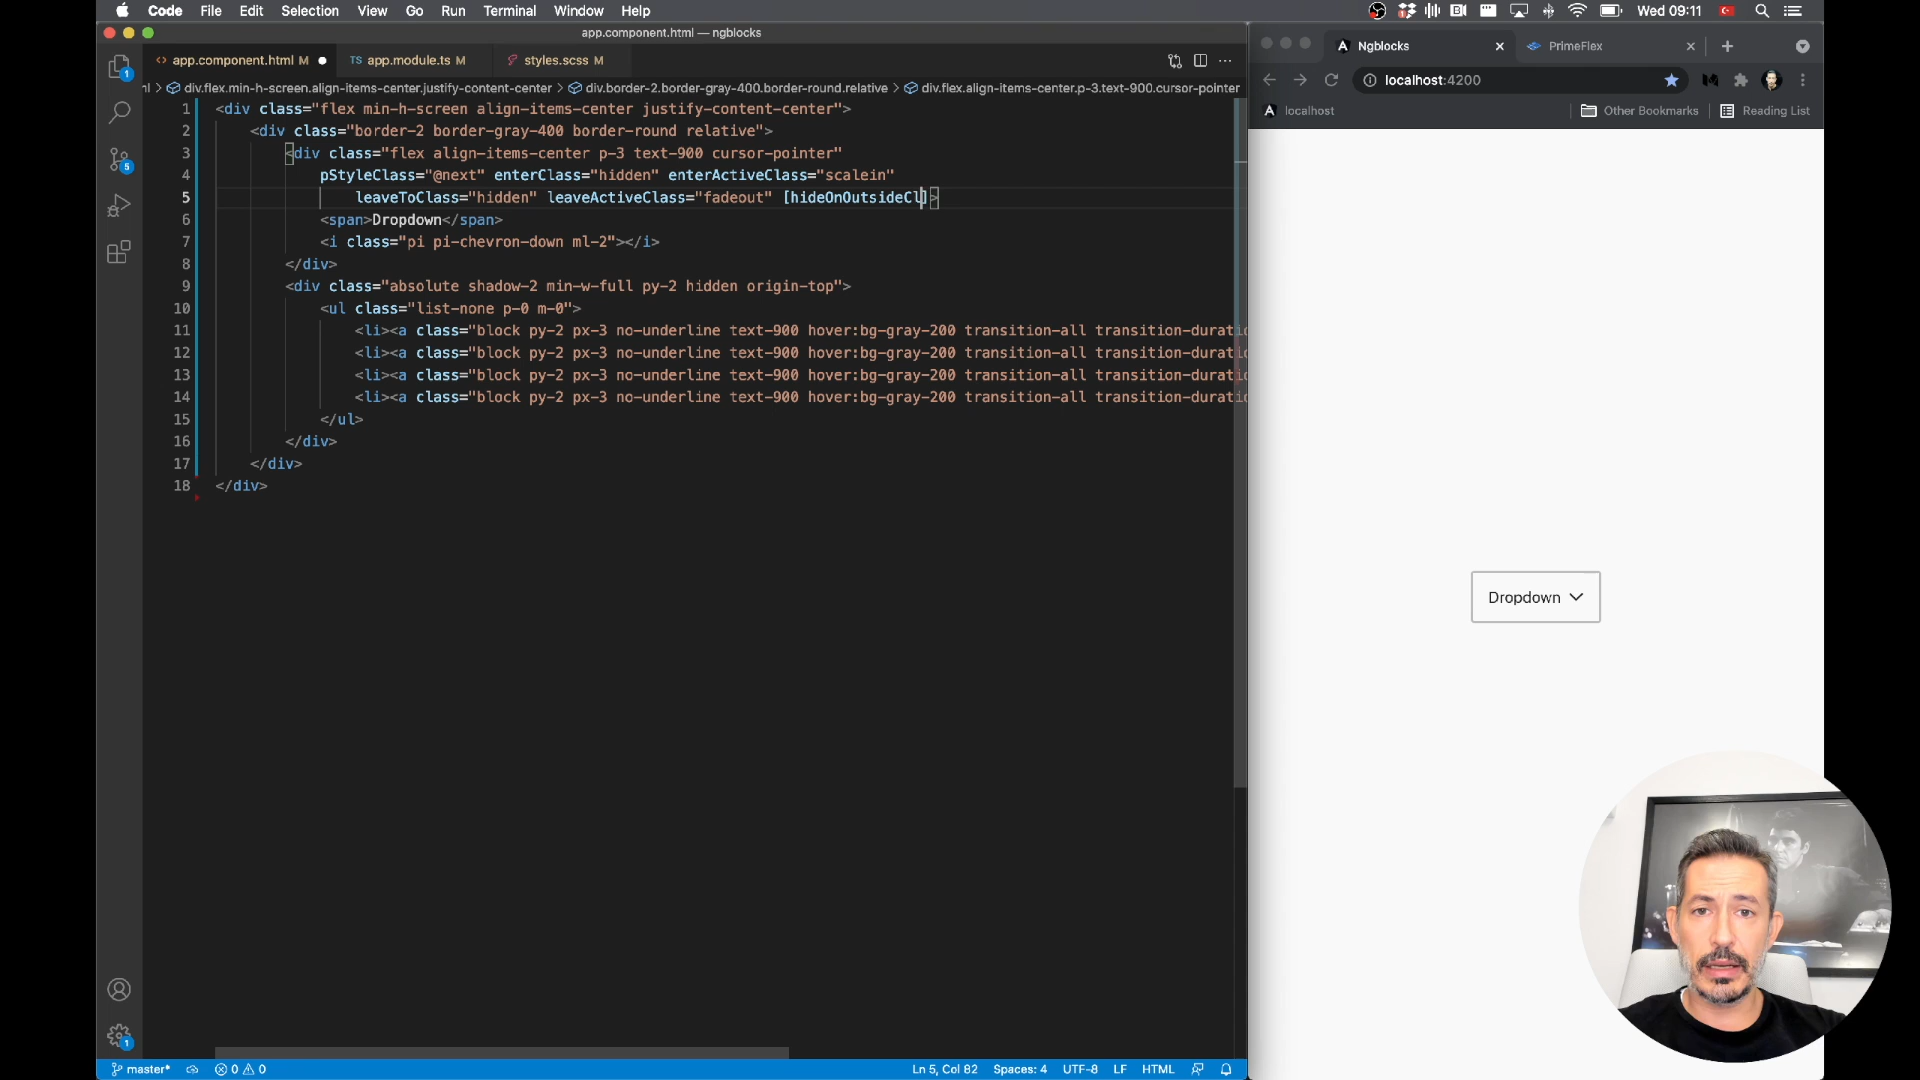 Code File Edit Selection View Go Run Terminal Window Help
Wed 09:11
app.component.html — ngblocks
app.component.html M
TS app.module.ts M
styles.scss M
div.flex.min-h-screen.align-items-center.justify-content-center > div.border-2.border-gray-400.border-round.relative > div.flex.align-items-center.p-3.text-900.cursor-pointer
1 <div class="flex min-h-screen align-items-center justify-content-center">
2 <div class="border-2 border-gray-400 border-round relative">
3 <div class="flex align-items-center p-3 text-900 cursor-pointer"
4 pStyleClass="@next" enterClass="hidden" enterActiveClass="scalein"
5 leaveToClass="hidden" leaveActiveClass="fadeout" [hideOnOutsideCl]>
6 <span>Dropdown</span>
7 <i class="pi pi-chevron-down ml-2"></i>
8 </div>
9 <div class="absolute shadow-2 min-w-full py-2 hidden origin-top">
10 <ul class="list-none p-0 m-0">
11 <li><a class="block py-2 px-3 no-underline text-900 hover:bg-gray-200 transition-all transition-durati
12 <li><a class="block py-2 px-3 no-underline text-900 hover:bg-gray-200 transition-all transition-durati
13 <li><a class="block py-2 px-3 no-underline text-900 hover:bg-gray-200 transition-all transition-durati
14 <li><a class="block py-2 px-3 no-underline text-900 hover:bg-gray-200 transition-all transition-durati
15 </ul>
16 </div>
17 </div>
18 </div>
1
5
1
master* 0 0
Ln 5, Col 82 Spaces: 4 UTF-8 LF HTML
Ngblocks
PrimeFlex
localhost:4200
localhost
Other Bookmarks
Reading List
Dropdown